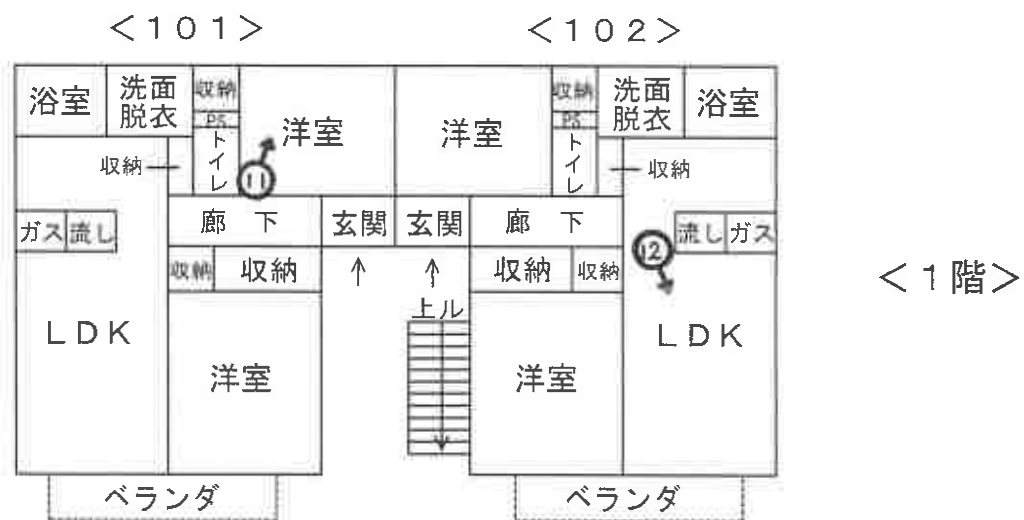 <101>
<102>
浴室
洗面
脱衣
収納
PS
トイレ
洋室
洋室
収納
PS
トイレ
洗面
脱衣
浴室
収納
11
収納
廊下
玄関
玄関
廊下
ガス
流し
12
流し
ガス
収納
収納
↑
↑
収納
収納
<1階>
上ル
LDK
LDK
洋室
洋室
ベランダ
ベランダ